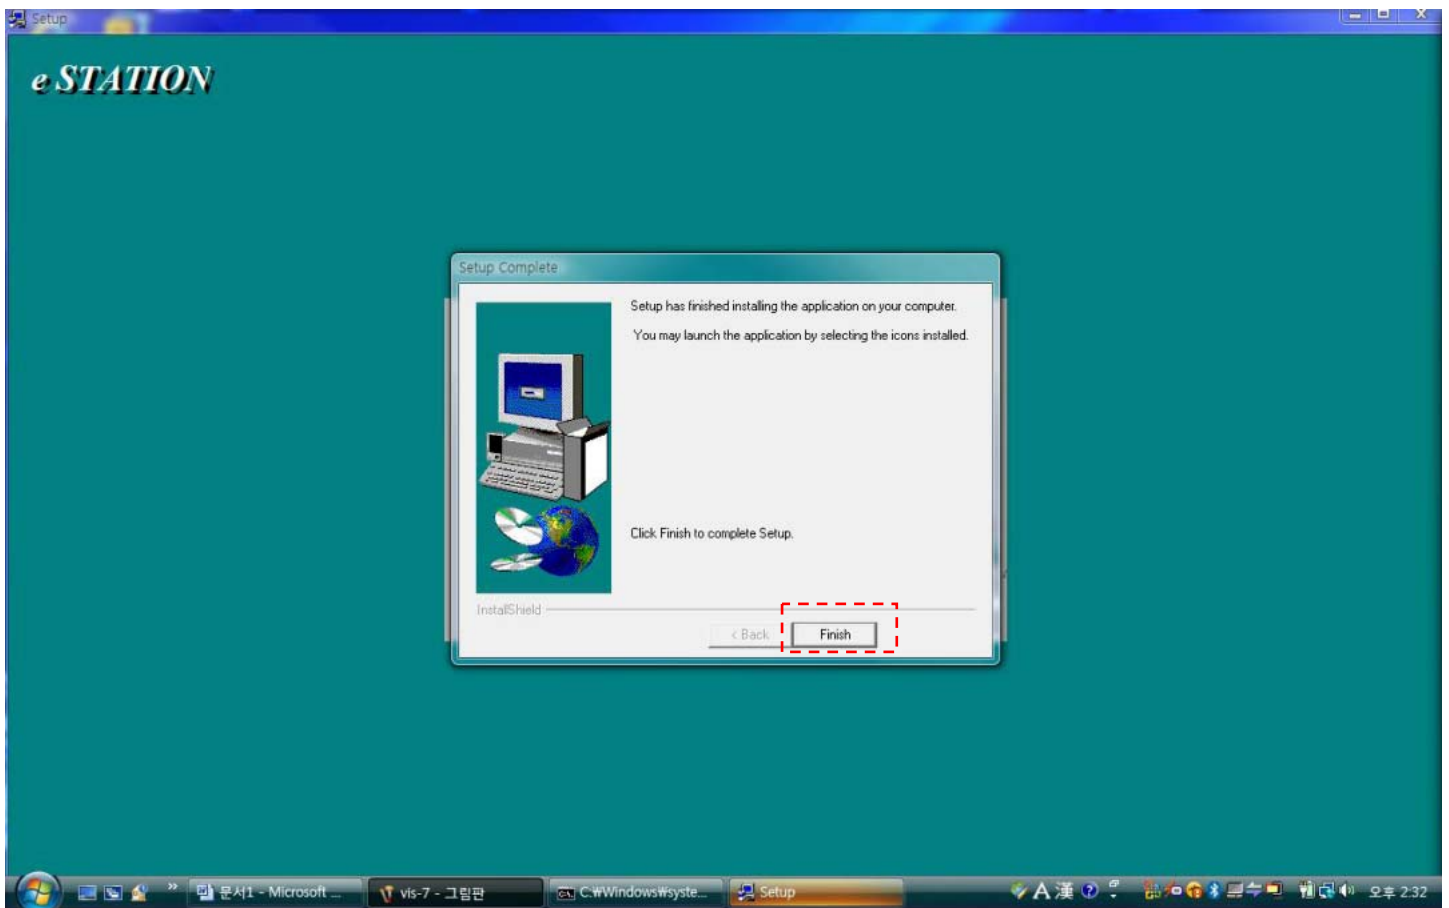 Setup
e STATION
Setup Complete
Setup has finished installing the application on your computer.
You may launch the application by selecting the icons installed.
Click Finish to complete Setup.
InstallShield
< Back
Finish
문서1 - Microsoft ...
vis-7 - 그림판
C:₩Windows₩syste...
Setup
A 漢
오후 2:32